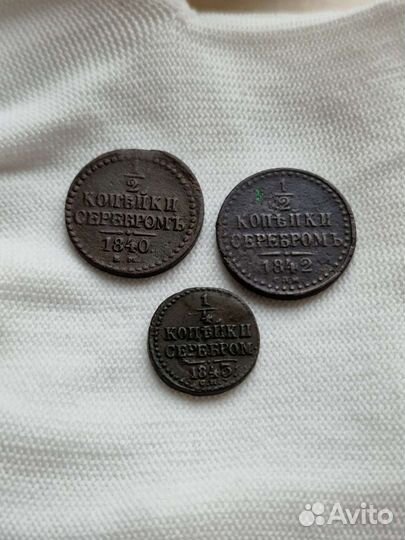 1
2
КОПѢЙКИ
СЕРЕБРОМЪ
1840.
Е М.
1
2
КОПѢЙКИ
СЕРЕБРОМЪ
1842
1
4
КОПѢЙКИ
СЕРЕБРОМ
1843
С.М.
Avito